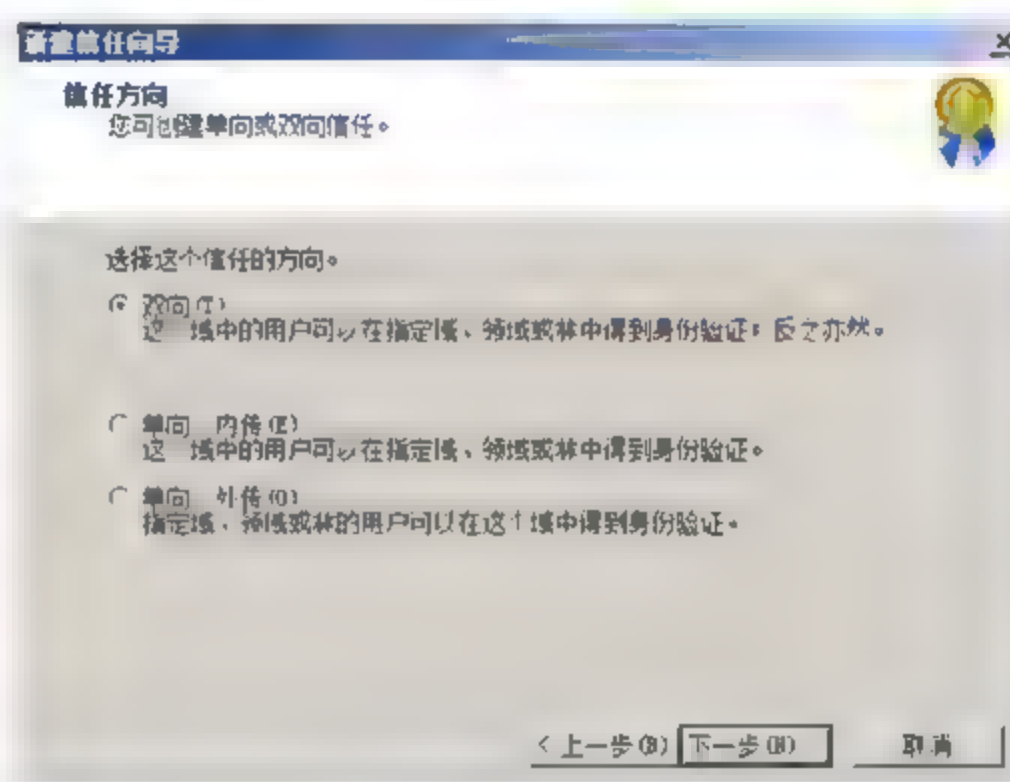 新建信任向导
信任方向
您可创建单向或双向信任。
选择这个信任的方向。
双向(T)
这 域中的用户可以在指定域、领域或林中得到身份验证，反之亦然。
单向 内传(E)
这 域中的用户可以在指定域、领域或林中得到身份验证。
单向 外传(O)
指定域、领域或林的用户可以在这个域中得到身份验证。
< 上一步(B) 下一步(N) 取消